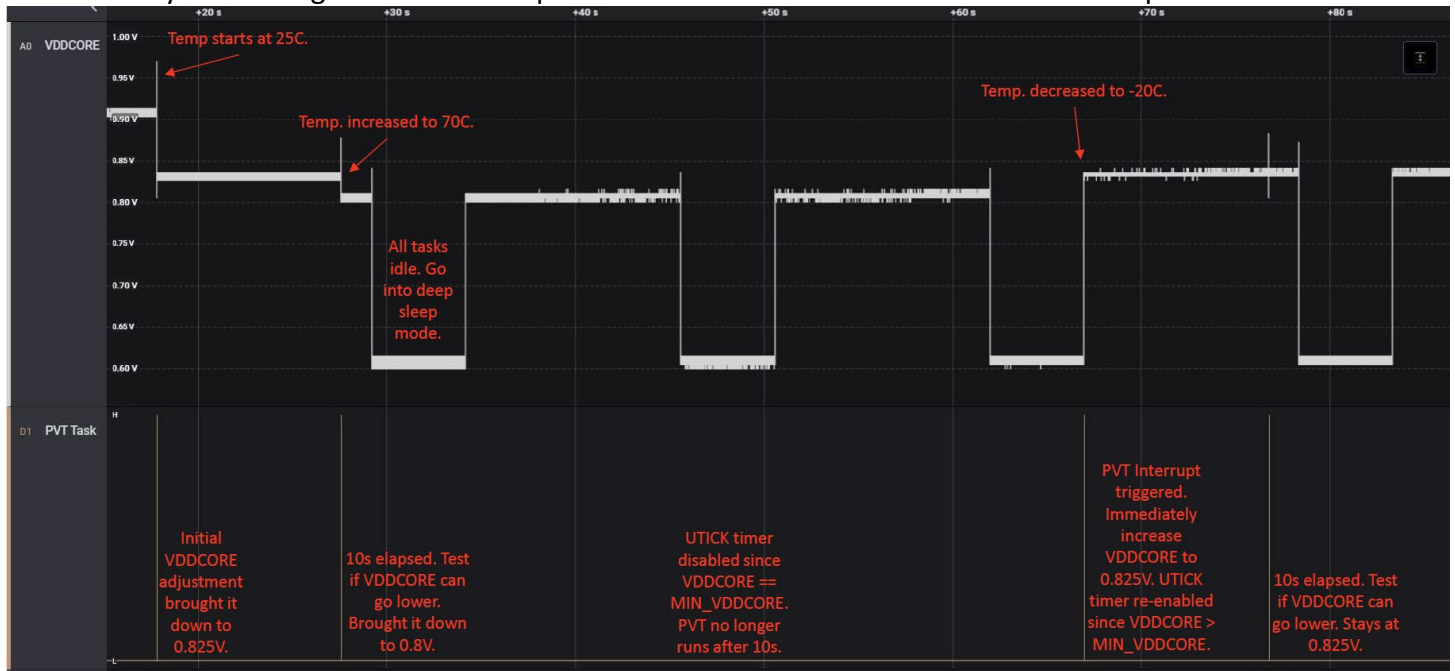 +20 s +30 s +40 s +50 s +60 s +70 s +80 s
A0 VDDCORE
1.00 V
0.95 V
0.90 V
0.85 V
0.80 V
0.75 V
0.70 V
0.65 V
0.60 V
Temp starts at 25C.
Temp. increased to 70C.
Temp. decreased to -20C.
All tasks
idle. Go
into deep
sleep
mode.
D1 PVT Task
H
L
Initial
VDDCORE
adjustment
brought it
down to
0.825V.
10s elapsed. Test
if VDDCORE can
go lower.
Brought it down
to 0.8V.
UTICK timer
disabled since
VDDCORE ==
MIN_VDDCORE.
PVT no longer
runs after 10s.
PVT Interrupt
triggered.
Immediately
increase
VDDCORE to
0.825V. UTICK
timer re-enabled
since VDDCORE >
MIN_VDDCORE.
10s elapsed. Test
if VDDCORE can
go lower. Stays at
0.825V.